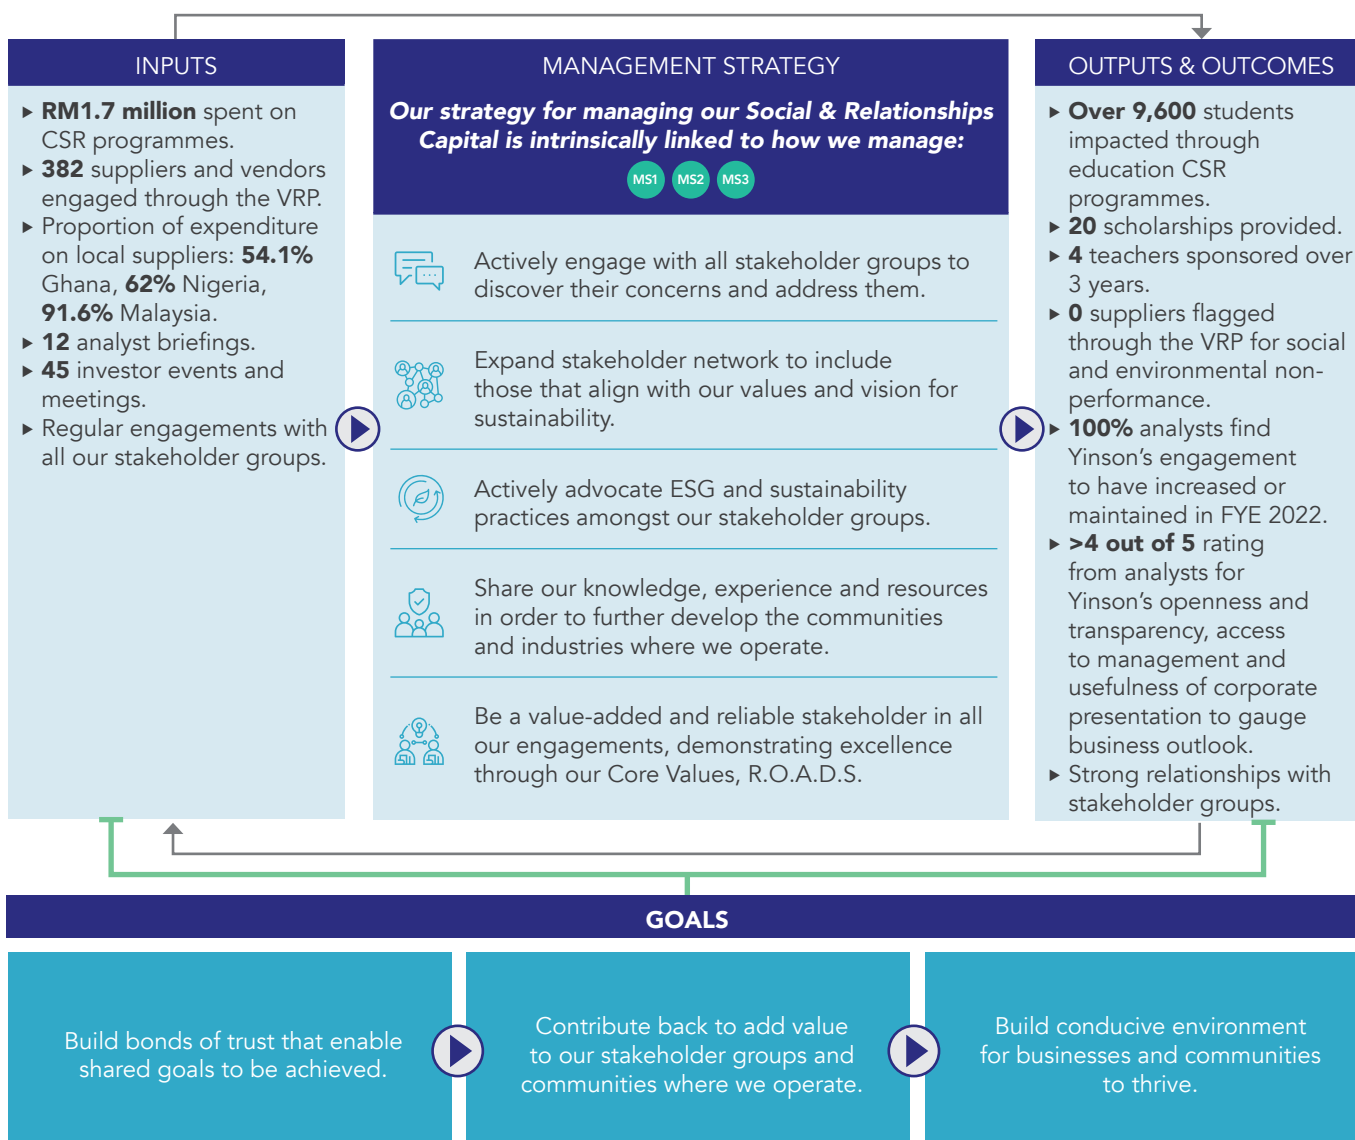 INPUTS
▸ RM1.7 million spent on
CSR programmes.
▸ 382 suppliers and vendors
engaged through the VRP.
▸ Proportion of expenditure
on local suppliers: 54.1%
Ghana, 62% Nigeria,
91.6% Malaysia.
▸ 12 analyst briefings.
▸ 45 investor events and
meetings.
▸ Regular engagements with
all our stakeholder groups.
MANAGEMENT STRATEGY
Our strategy for managing our Social & Relationships
Capital is intrinsically linked to how we manage:
MS1 MS2 MS3
Actively engage with all stakeholder groups to
discover their concerns and address them.
Expand stakeholder network to include
those that align with our values and vision for
sustainability.
Actively advocate ESG and sustainability
practices amongst our stakeholder groups.
Share our knowledge, experience and resources
in order to further develop the communities
and industries where we operate.
Be a value-added and reliable stakeholder in all
our engagements, demonstrating excellence
through our Core Values, R.O.A.D.S.
OUTPUTS & OUTCOMES
▸ Over 9,600 students
impacted through
education CSR
programmes.
▸ 20 scholarships provided.
▸ 4 teachers sponsored over
3 years.
▸ 0 suppliers flagged
through the VRP for social
and environmental non-
performance.
▸ 100% analysts find
Yinson's engagement
to have increased or
maintained in FYE 2022.
▸ >4 out of 5 rating
from analysts for
Yinson's openness and
transparency, access
to management and
usefulness of corporate
presentation to gauge
business outlook.
▸ Strong relationships with
stakeholder groups.
GOALS
Build bonds of trust that enable
shared goals to be achieved.
Contribute back to add value
to our stakeholder groups and
communities where we operate.
Build conducive environment
for businesses and communities
to thrive.